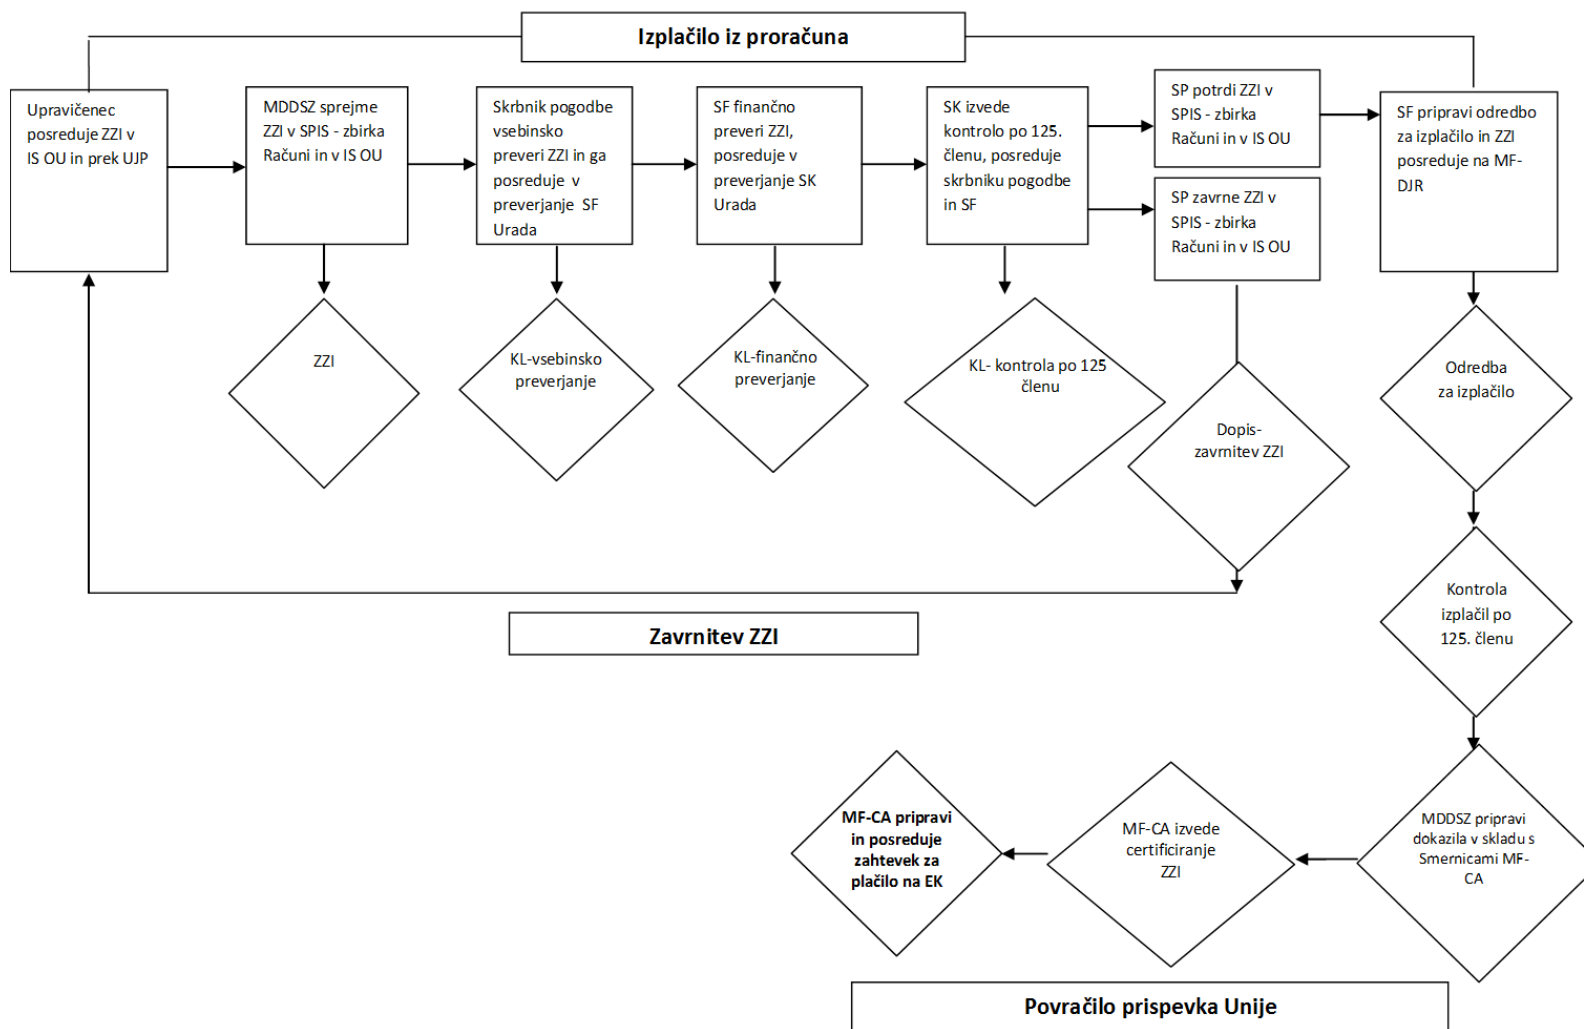 Izplačilo iz proračuna
Upravičenec
posreduje ZZI v
IS OU in prek UJP
MDDSZ sprejme
ZZI v SPIS - zbirka
Računi in v IS OU
Skrbnik pogodbe
vsebinsko
preveri ZZI in ga
posreduje v
preverjanje SF
Urada
SF finančno
preveri ZZI,
posreduje v
preverjanje SK
Urada
SK izvede
kontrolo po 125.
členu, posreduje
skrbniku pogodbe
in SF
SP potrdi ZZI v
SPIS - zbirka
Računi in v IS OU
SP zavrne ZZI v
SPIS - zbirka
Računi in v IS OU
SF pripravi odredbo
za izplačilo in ZZI
posreduje na MF-
DJR
ZZI
KL-vsebinsko
preverjanje
KL-finančno
preverjanje
KL- kontrola po 125
členu
Dopis-
zavrnitev ZZI
Odredba
za izplačilo
Zavrnitev ZZI
Kontrola
izplačil po
125. členu
MF-CA pripravi
in posreduje
zahtevek za
plačilo na EK
MF-CA izvede
certificiranje
ZZI
MDDSZ pripravi
dokazila v skladu s
Smernicami MF-
CA
Povračilo prispevka Unije